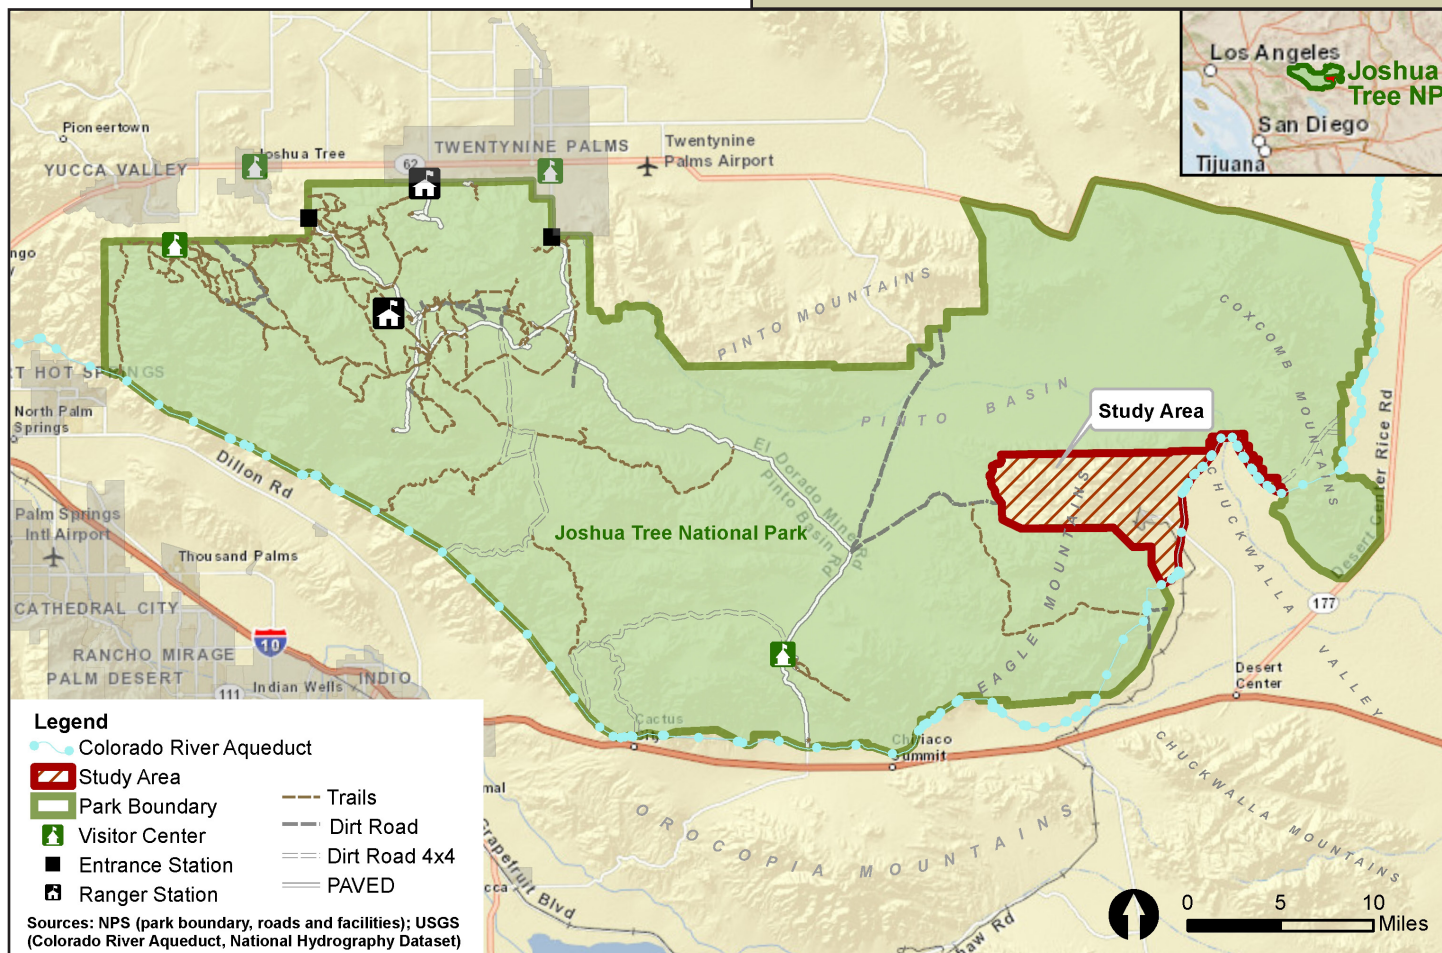 Los Angeles
Joshua
Tree NP
San Diego
Tijuana
Pioneertown
YUCCA VALLEY
Joshua Tree
62
TWENTYNINE PALMS
Twentynine
Palms Airport
ngo
PINTO MOUNTAINS
COXCOMB MOUNTAINS
T HOT SPRINGS
North Palm
Springs
PINTO BASIN
Study Area
Dillon Rd
El Dorado Mine Rd
Pinto Basin Rd
Desert Center Rice Rd
Palm Springs
Intl Airport
Joshua Tree National Park
Thousand Palms
CATHEDRAL CITY
EAGLE MOUNTAINS
CHUCKWALLA VALLEY
177
10
RANCHO MIRAGE
PALM DESERT
111
Indian Wells
INDIO
Desert
Center
Cactus
Chiriaco
Summit
CHUCKWALLA MOUNTAINS
OROCOPIA MOUNTAINS
mal
Grapefruit Blvd
cca
haw Rd
Legend
Colorado River Aqueduct
Study Area
Park Boundary
Visitor Center
Entrance Station
Ranger Station
Trails
Dirt Road
Dirt Road 4x4
PAVED
Sources: NPS (park boundary, roads and facilities); USGS
(Colorado River Aqueduct, National Hydrography Dataset)
0 5 10
Miles